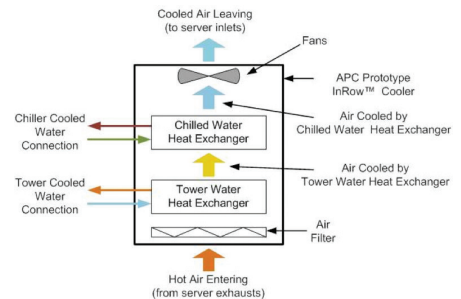 Cooled Air Leaving
(to server inlets)
Fans
APC Prototype
InRow™ Cooler
Chiller Cooled
Water
Connection
Chilled Water
Heat Exchanger
Air Cooled by
Chilled Water Heat Exchanger
Tower Cooled
Water
Connection
Tower Water
Heat Exchanger
Air Cooled by
Tower Water Heat Exchanger
Air
Filter
Hot Air Entering
(from server exhausts)